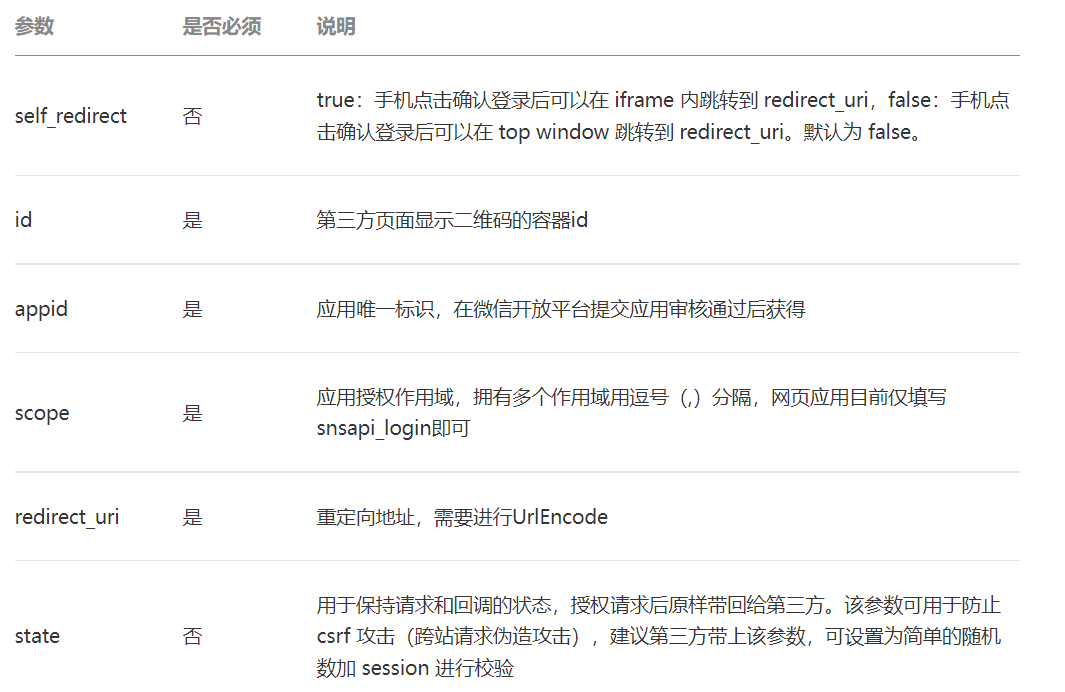 参数 是否必须 说明
self_redirect 否 true：手机点击确认登录后可以在 iframe 内跳转到 redirect_uri，false：手机点
击确认登录后可以在 top window 跳转到 redirect_uri。默认为 false。
id 是 第三方页面显示二维码的容器id
appid 是 应用唯一标识，在微信开放平台提交应用审核通过后获得
scope 是 应用授权作用域，拥有多个作用域用逗号（,）分隔，网页应用目前仅填写
snsapi_login即可
redirect_uri 是 重定向地址，需要进行UrlEncode
state 否 用于保持请求和回调的状态，授权请求后原样带回给第三方。该参数可用于防止
csrf 攻击（跨站请求伪造攻击），建议第三方带上该参数，可设置为简单的随机
数加 session 进行校验